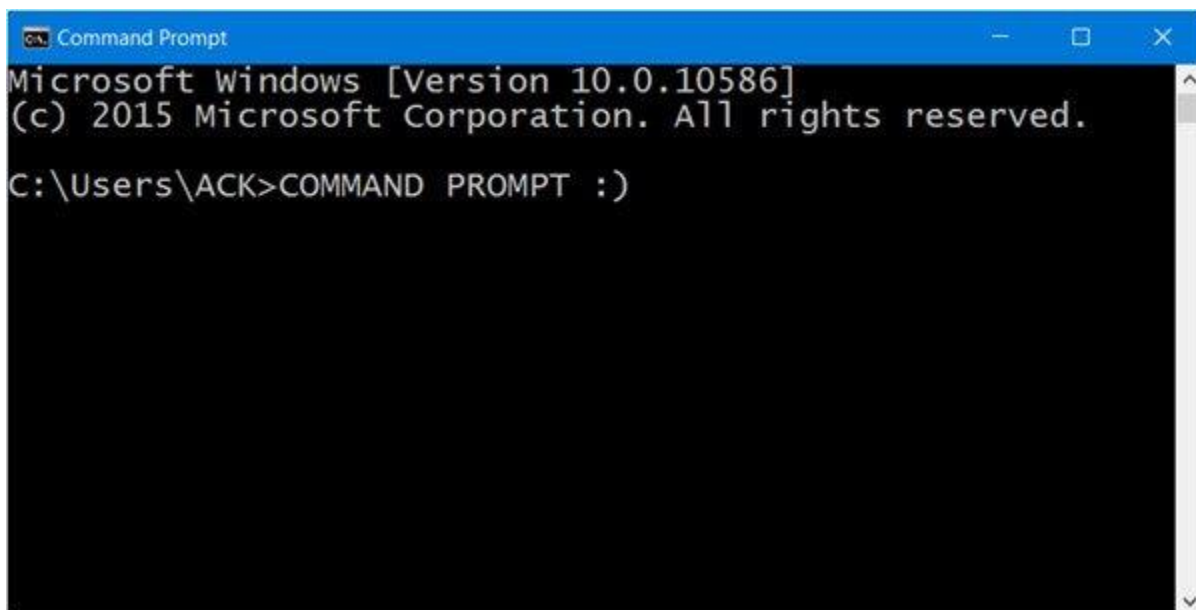 Command Prompt
Microsoft Windows [Version 10.0.10586]
(c) 2015 Microsoft Corporation. All rights reserved.
C:\Users\ACK>COMMAND PROMPT :)